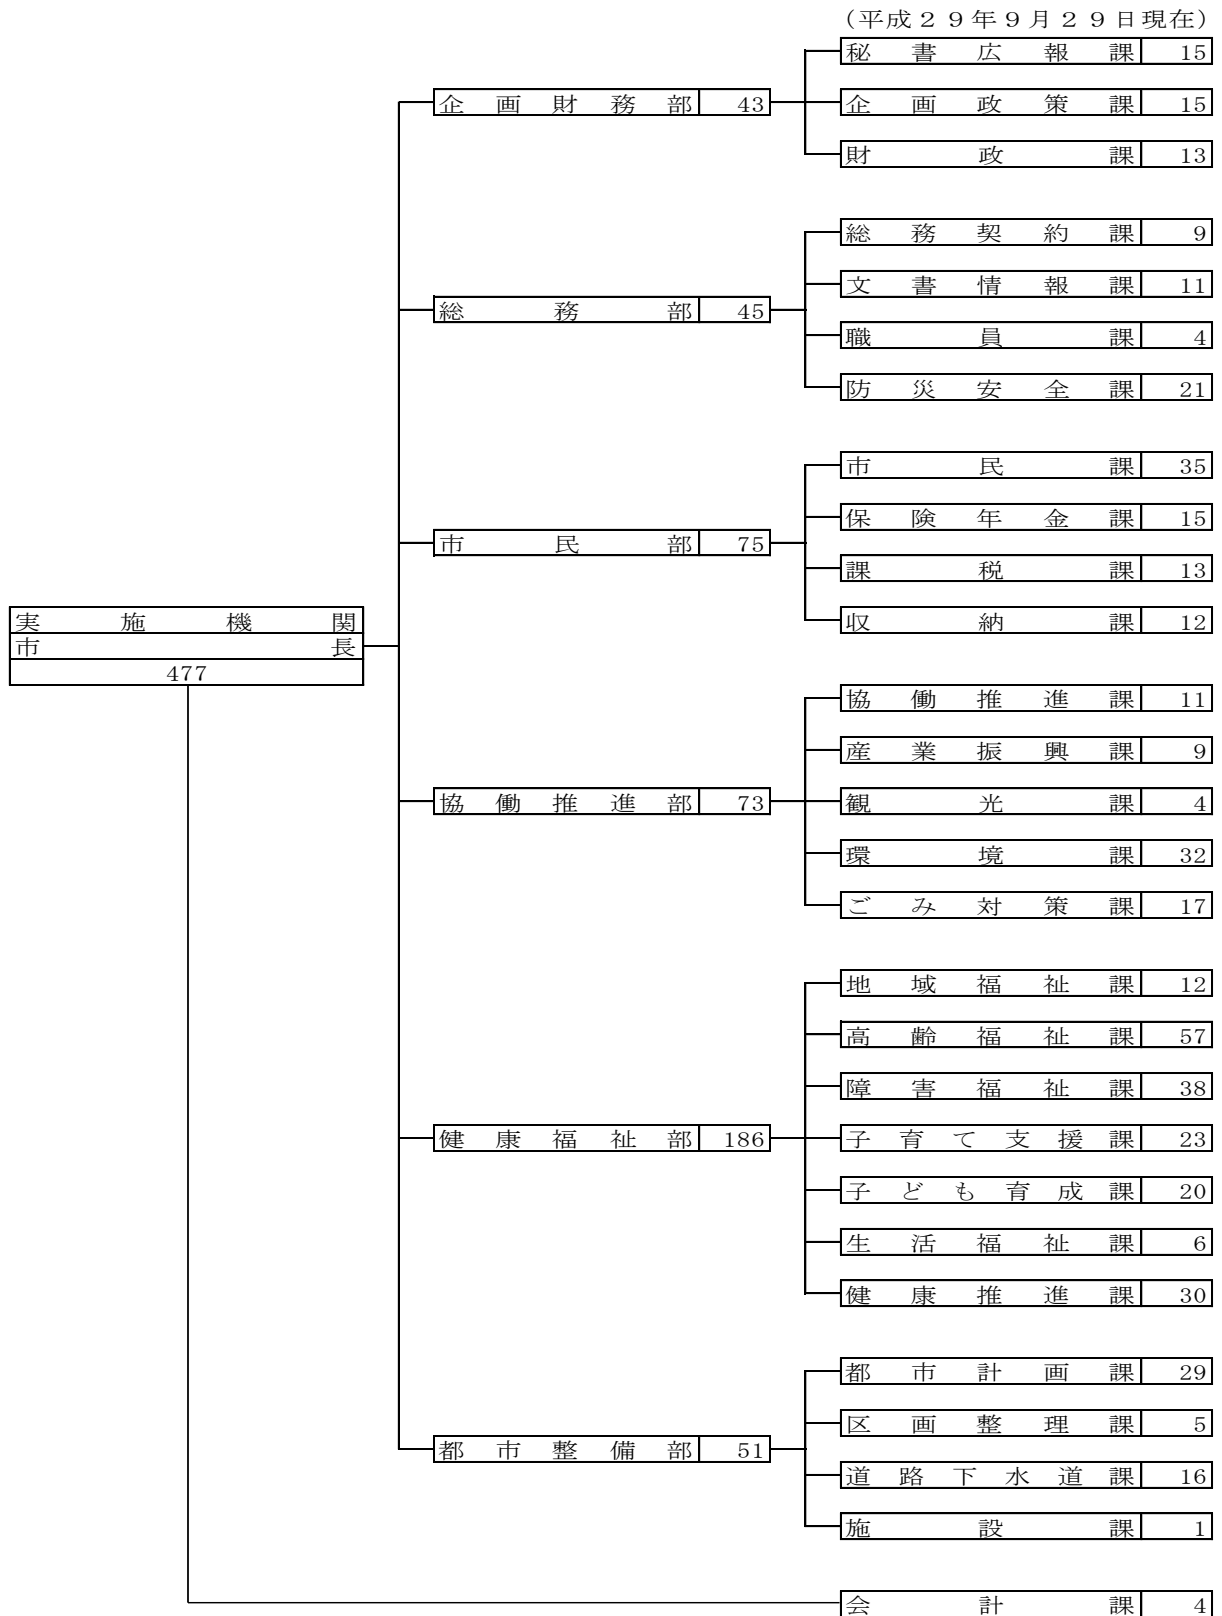 （平成２９年９月２９日現在）
秘書広報課 15
企画財務部 43 企画政策課 15
財政課 13
総務契約課 9
文書情報課 11
総務部 45
職員課 4
防災安全課 21
市民課 35
保険年金課 15
市民部 75
課税課 13
実施機関
収納課 12
市長
477
協働推進課 11
産業振興課 9
協働推進部 73 観光課 4
環境課 32
ごみ対策課 17
地域福祉課 12
高齢福祉課 57
障害福祉課 38
健康福祉部 186 子育て支援課 23
子ども育成課 20
生活福祉課 6
健康推進課 30
都市計画課 29
区画整理課 5
都市整備部 51
道路下水道課 16
施設課 1
会計課 4